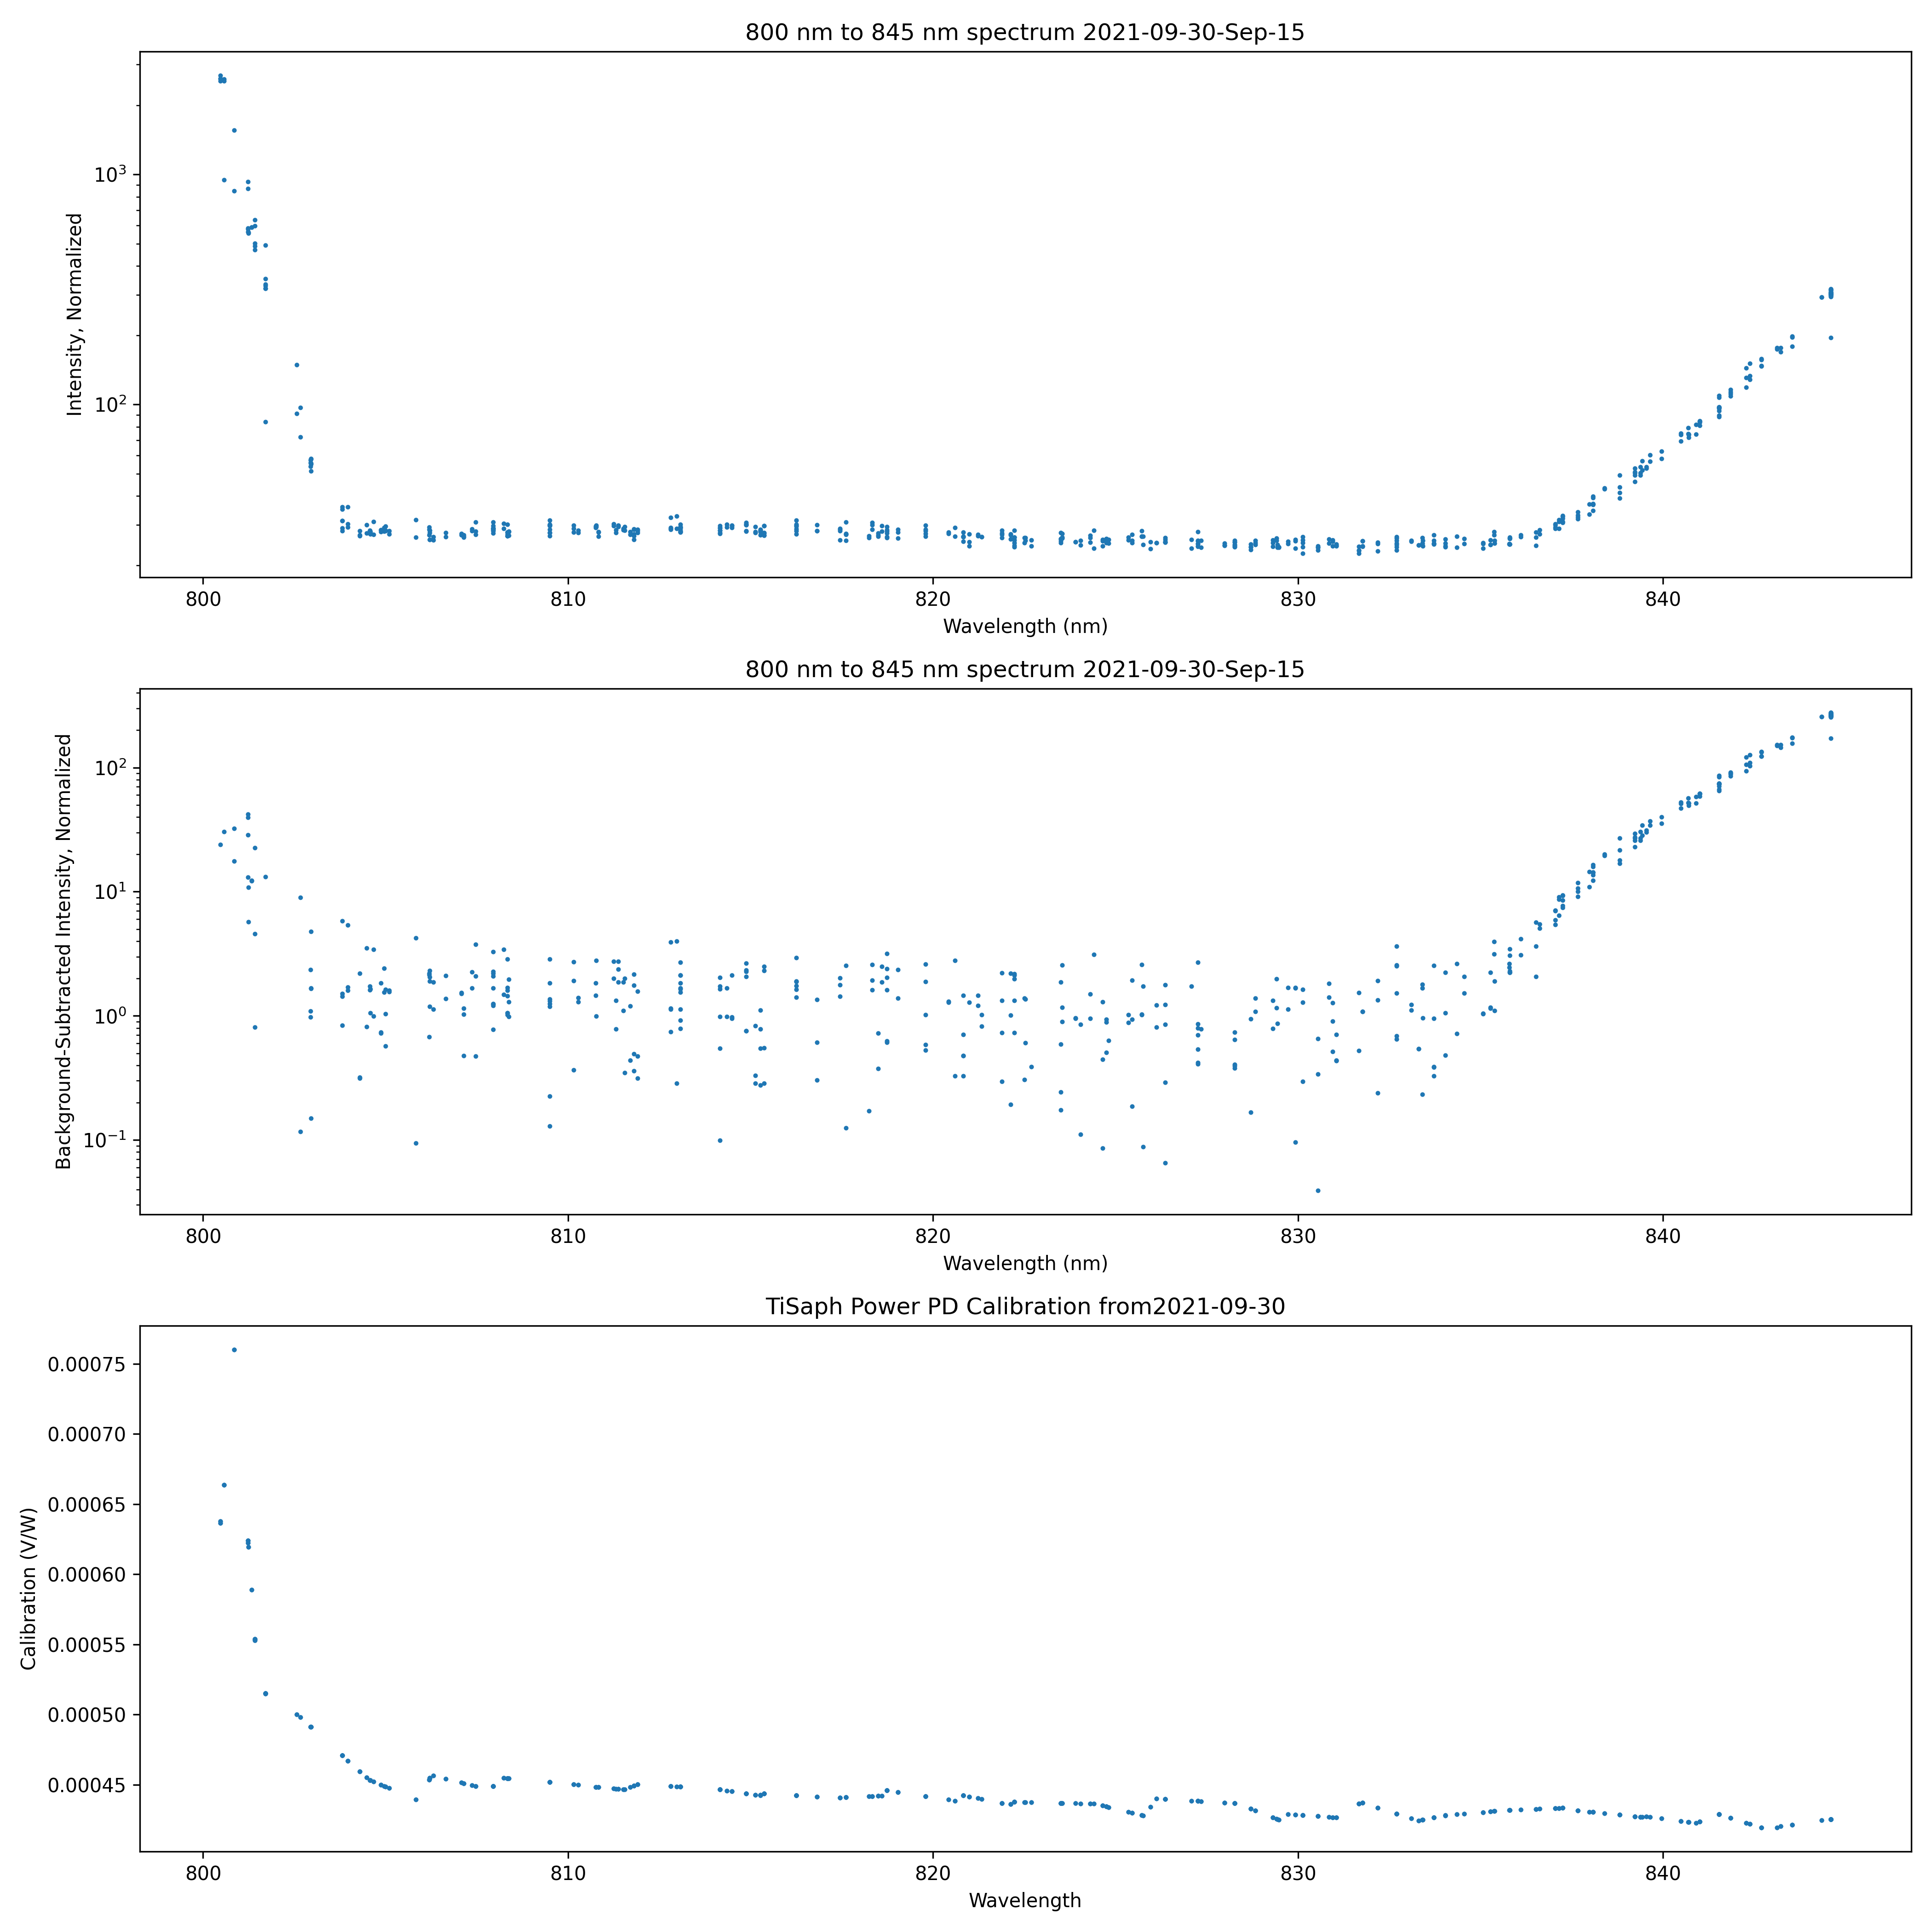 800 nm to 845 nm spectrum 2021-09-30-Sep-15
Intensity, Normalized
10³
10²
800 810 820 830 840
Wavelength (nm)
800 nm to 845 nm spectrum 2021-09-30-Sep-15
Background-Subtracted Intensity, Normalized
10²
10¹
10⁰
10⁻¹
800 810 820 830 840
Wavelength (nm)
TiSaph Power PD Calibration from2021-09-30
Calibration (V/W)
0.00075
0.00070
0.00065
0.00060
0.00055
0.00050
0.00045
800 810 820 830 840
Wavelength